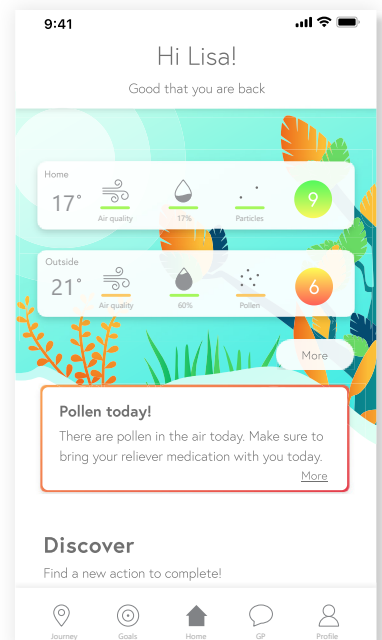 9:41
Hi Lisa!
Good that you are back
Home
17°
Air quality
17%
Particles
9
Outside
21°
Air quality
60%
Pollen
6
More
Pollen today!
There are pollen in the air today. Make sure to
bring your reliever medication with you today.
More
Discover
Find a new action to complete!
Journey
Goals
Home
GP
Profile